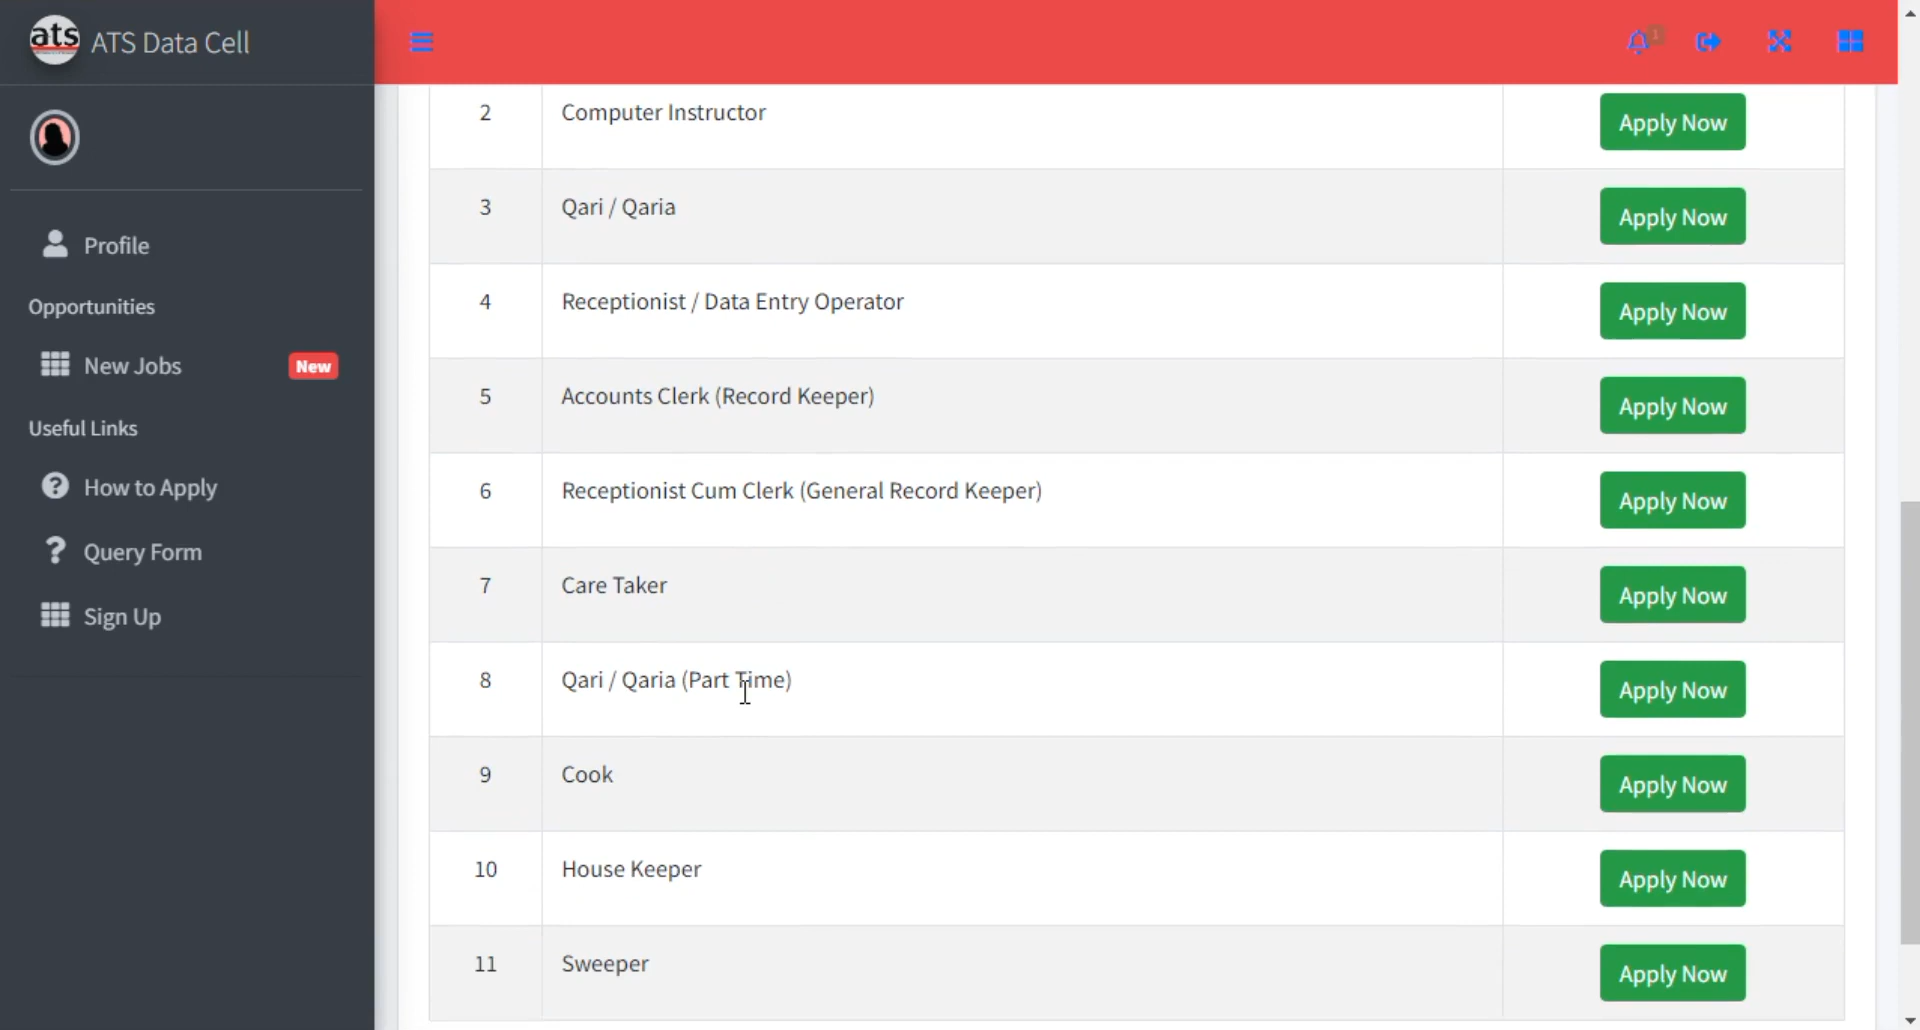 ats ATS Data Cell
1
Profile
Opportunities
New Jobs New
Useful Links
How to Apply
Query Form
Sign Up
2 Computer Instructor Apply Now
3 Qari / Qaria Apply Now
4 Receptionist / Data Entry Operator Apply Now
5 Accounts Clerk (Record Keeper) Apply Now
6 Receptionist Cum Clerk (General Record Keeper) Apply Now
7 Care Taker Apply Now
8 Qari / Qaria (Part Time) Apply Now
9 Cook Apply Now
10 House Keeper Apply Now
11 Sweeper Apply Now